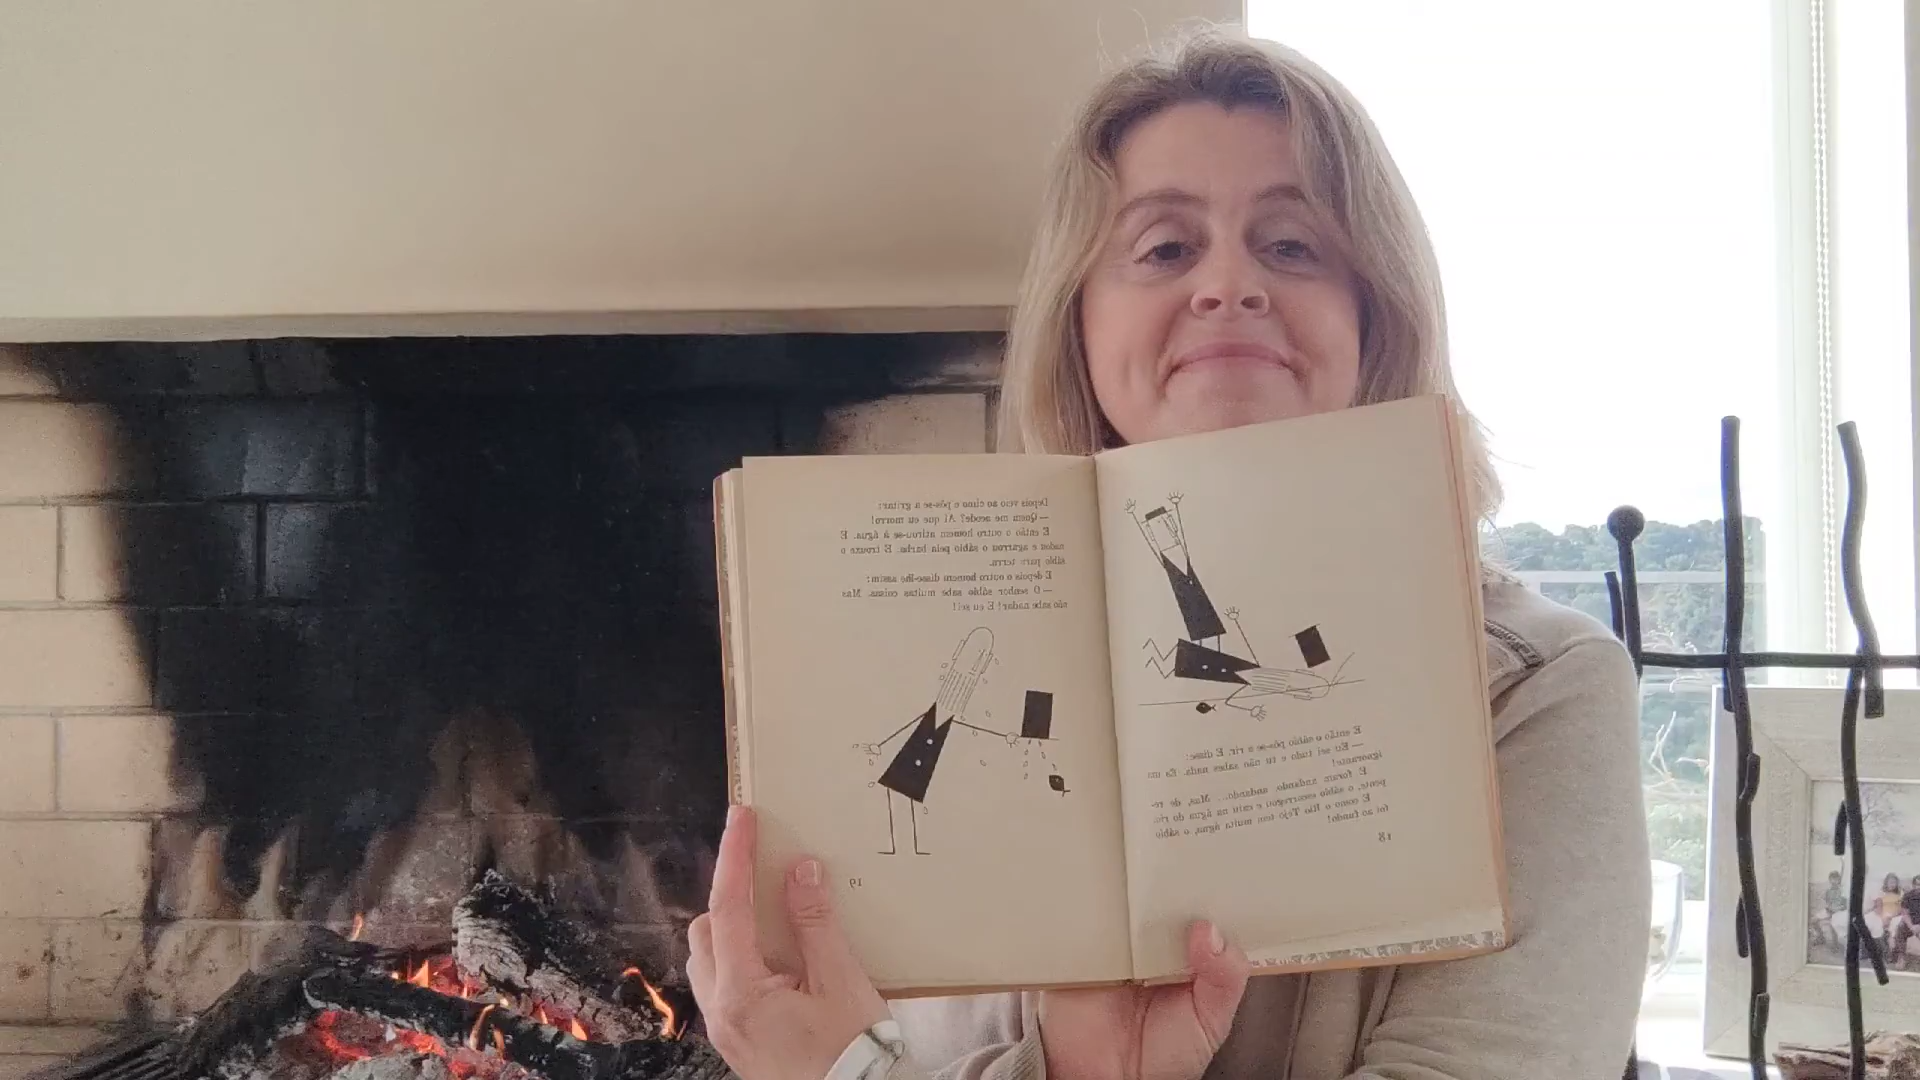 E então o sábio pôs-se a rir. E disse:
— Eu sei tudo e tu não sabes nada. És um
ignorante!
E foram andando, andando... Mas, de re-
pente, o sábio escorregou e caiu na água do rio.
E como o Rio Tejo tem muita água, o sábio
foi ao fundo!
18
Depois veio ao cimo e pôs-se a gritar:
— Quem me acode? Ai que eu morro!
E então o outro homem atirou-se à água. E
nadou e agarrou o sábio pela barba. E trouxe o
sábio para terra.
E depois o outro homem disse-lhe assim:
— O senhor sábio sabe muitas coisas. Mas
não sabe nadar! E eu sei!
19